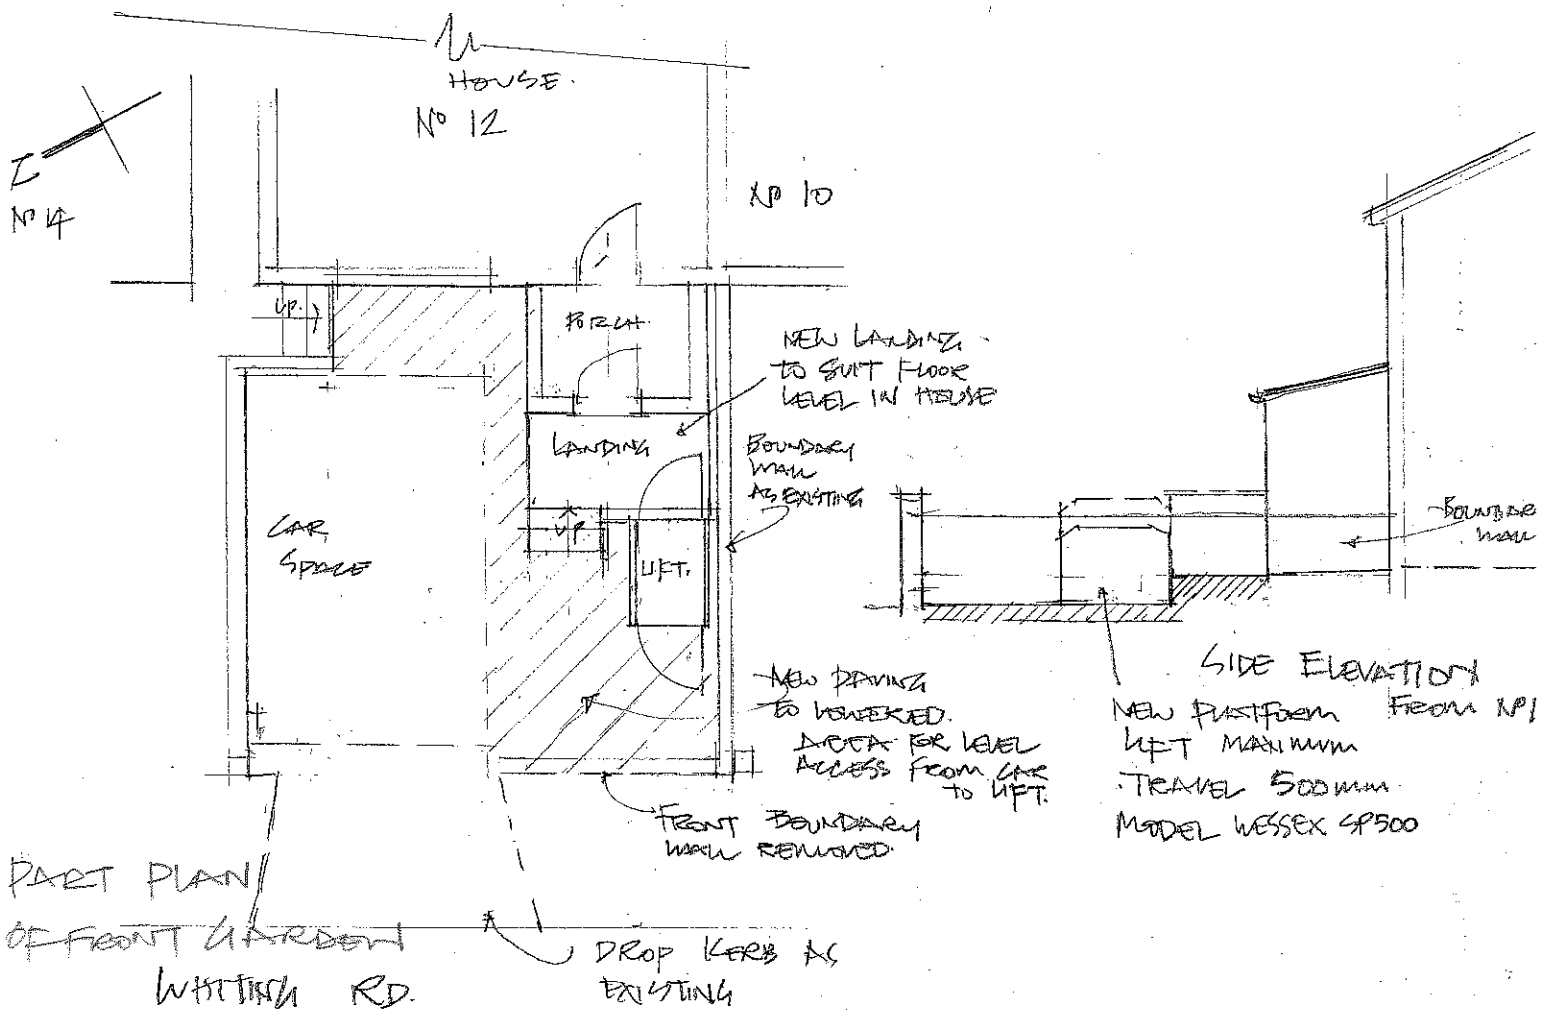 HOUSE.
Nº 12
Nº 14
Nº 10
UP.
PORCH.
NEW LANDING
TO SUIT FLOOR
LEVEL IN HOUSE
LANDING
BOUNDARY
WALL
AS EXISTING
UP
CAR
SPACE
LIFT.
BOUNDAR
WALL
NEW PAVING
TO LOWERED
AREA FOR LEVEL
ACCESS FROM CAR
TO LIFT.
SIDE ELEVATION
FROM Nº1
NEW PLATFORM
LIFT MAXIMUM
TRAVEL 500mm
MODEL WESSEX SP500
FRONT BOUNDARY
WALL REMOVED.
PART PLAN
OF FRONT GARDEN
WHITING RD.
DROP KERB AS
EXISTING